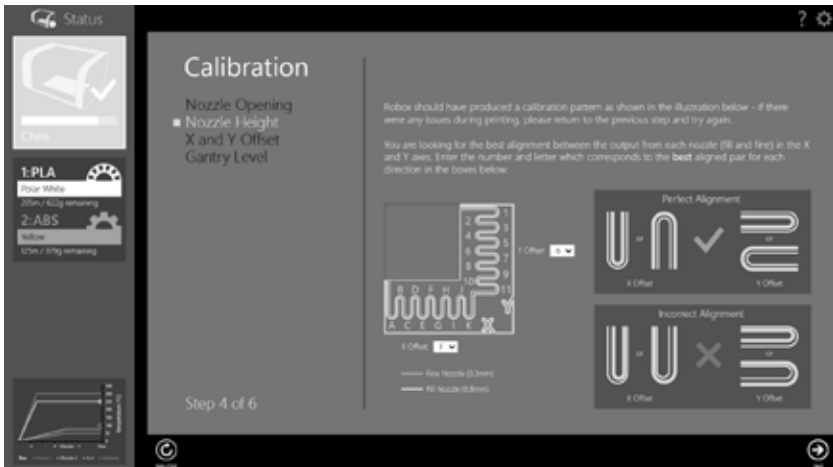 Status
?
Chris
1:PLA
Polar White
2:ABS
Yellow
Calibration
Nozzle Opening
Nozzle Height
X and Y Offset
Gantry Level
Step 4 of 6
Robox should have produced a calibration pattern as shown in the illustration below - if there
were any issues during printing, please return to the previous step and try again.
You are looking for the best alignment between the output from each nozzle (fill and fine) in the X
and Y axes. Enter the number and letter which corresponds to the best aligned pair for each
direction in the boxes below:
1
2
3
4
5
6
7
8
9
10
11
Y
B D F H J
A C E G I K X
Y Offset 6
X Offset F
Fine Nozzle (0.3mm)
Fill Nozzle (0.8mm)
Perfect Alignment
or
or
X Offset
Y Offset
Incorrect Alignment
or
or
X Offset
Y Offset